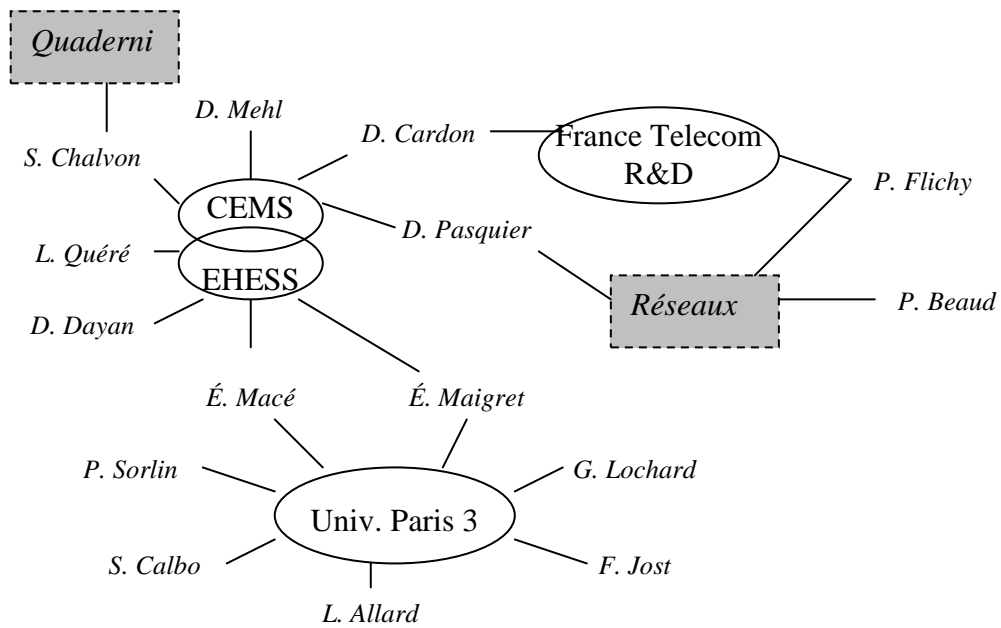 Quaderni
D. Mehl
D. Cardon
France Telecom
R&D
S. Chalvon
P. Flichy
CEMS
D. Pasquier
L. Quéré
EHESS
Réseaux
P. Beaud
D. Dayan
É. Macé
É. Maigret
P. Sorlin
G. Lochard
Univ. Paris 3
S. Calbo
F. Jost
L. Allard